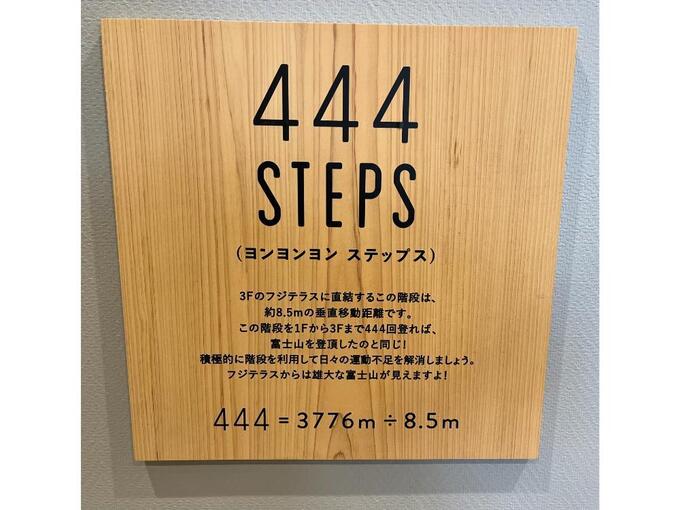 444
STEPS
(ヨンヨンヨン ステップス)
3Fのフジテラスに直結するこの階段は、
約8.5mの垂直移動距離です。
この階段を1Fから3Fまで444回登れば、
富士山を登頂したのと同じ!
積極的に階段を利用して日々の運動不足を解消しましょう。
フジテラスからは雄大な富士山が見えますよ!
444 = 3776m ÷ 8.5m